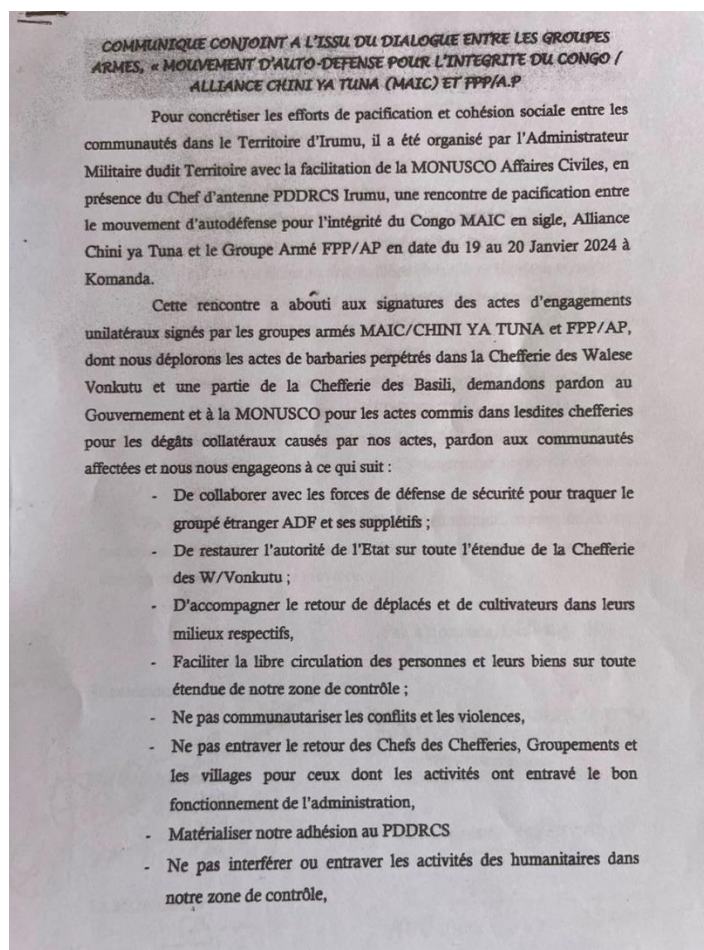 COMMUNIQUE CONJOINT A L'ISSU DU DIALOGUE ENTRE LES GROUPES
ARMES, « MOUVEMENT D'AUTO-DEFENSE POUR L'INTEGRITE DU CONGO /
ALLIANCE CHINI YA TUNA (MAIC) ET FPP/A.P
Pour concrétiser les efforts de pacification et cohésion sociale entre les
communautés dans le Territoire d'Irumu, il a été organisé par l'Administrateur
Militaire dudit Territoire avec la facilitation de la MONUSCO Affaires Civiles, en
présence du Chef d'antenne PDDRCS Irumu, une rencontre de pacification entre
le mouvement d'autodéfense pour l'intégrité du Congo MAIC en sigle, Alliance
Chini ya Tuna et le Groupe Armé FPP/AP en date du 19 au 20 Janvier 2024 à
Komanda.
Cette rencontre a abouti aux signatures des actes d'engagements
unilatéraux signés par les groupes armés MAIC/CHINI YA TUNA et FPP/AP,
dont nous déplorons les actes de barbaries perpétrés dans la Chefferie des Walese
Vonkutu et une partie de la Chefferie des Basili, demandons pardon au
Gouvernement et à la MONUSCO pour les actes commis dans lesdites chefferies
pour les dégâts collatéraux causés par nos actes, pardon aux communautés
affectées et nous nous engageons à ce qui suit :
- De collaborer avec les forces de défense de sécurité pour traquer le
groupé étranger ADF et ses supplétifs ;
- De restaurer l'autorité de l'Etat sur toute l'étendue de la Chefferie
des W/Vonkutu ;
- D'accompagner le retour de déplacés et de cultivateurs dans leurs
milieux respectifs,
- Faciliter la libre circulation des personnes et leurs biens sur toute
étendue de notre zone de contrôle ;
- Ne pas communautariser les conflits et les violences,
- Ne pas entraver le retour des Chefs des Chefferies, Groupements et
les villages pour ceux dont les activités ont entravé le bon
fonctionnement de l'administration,
- Matérialiser notre adhésion au PDDRCS
- Ne pas interférer ou entraver les activités des humanitaires dans
notre zone de contrôle,